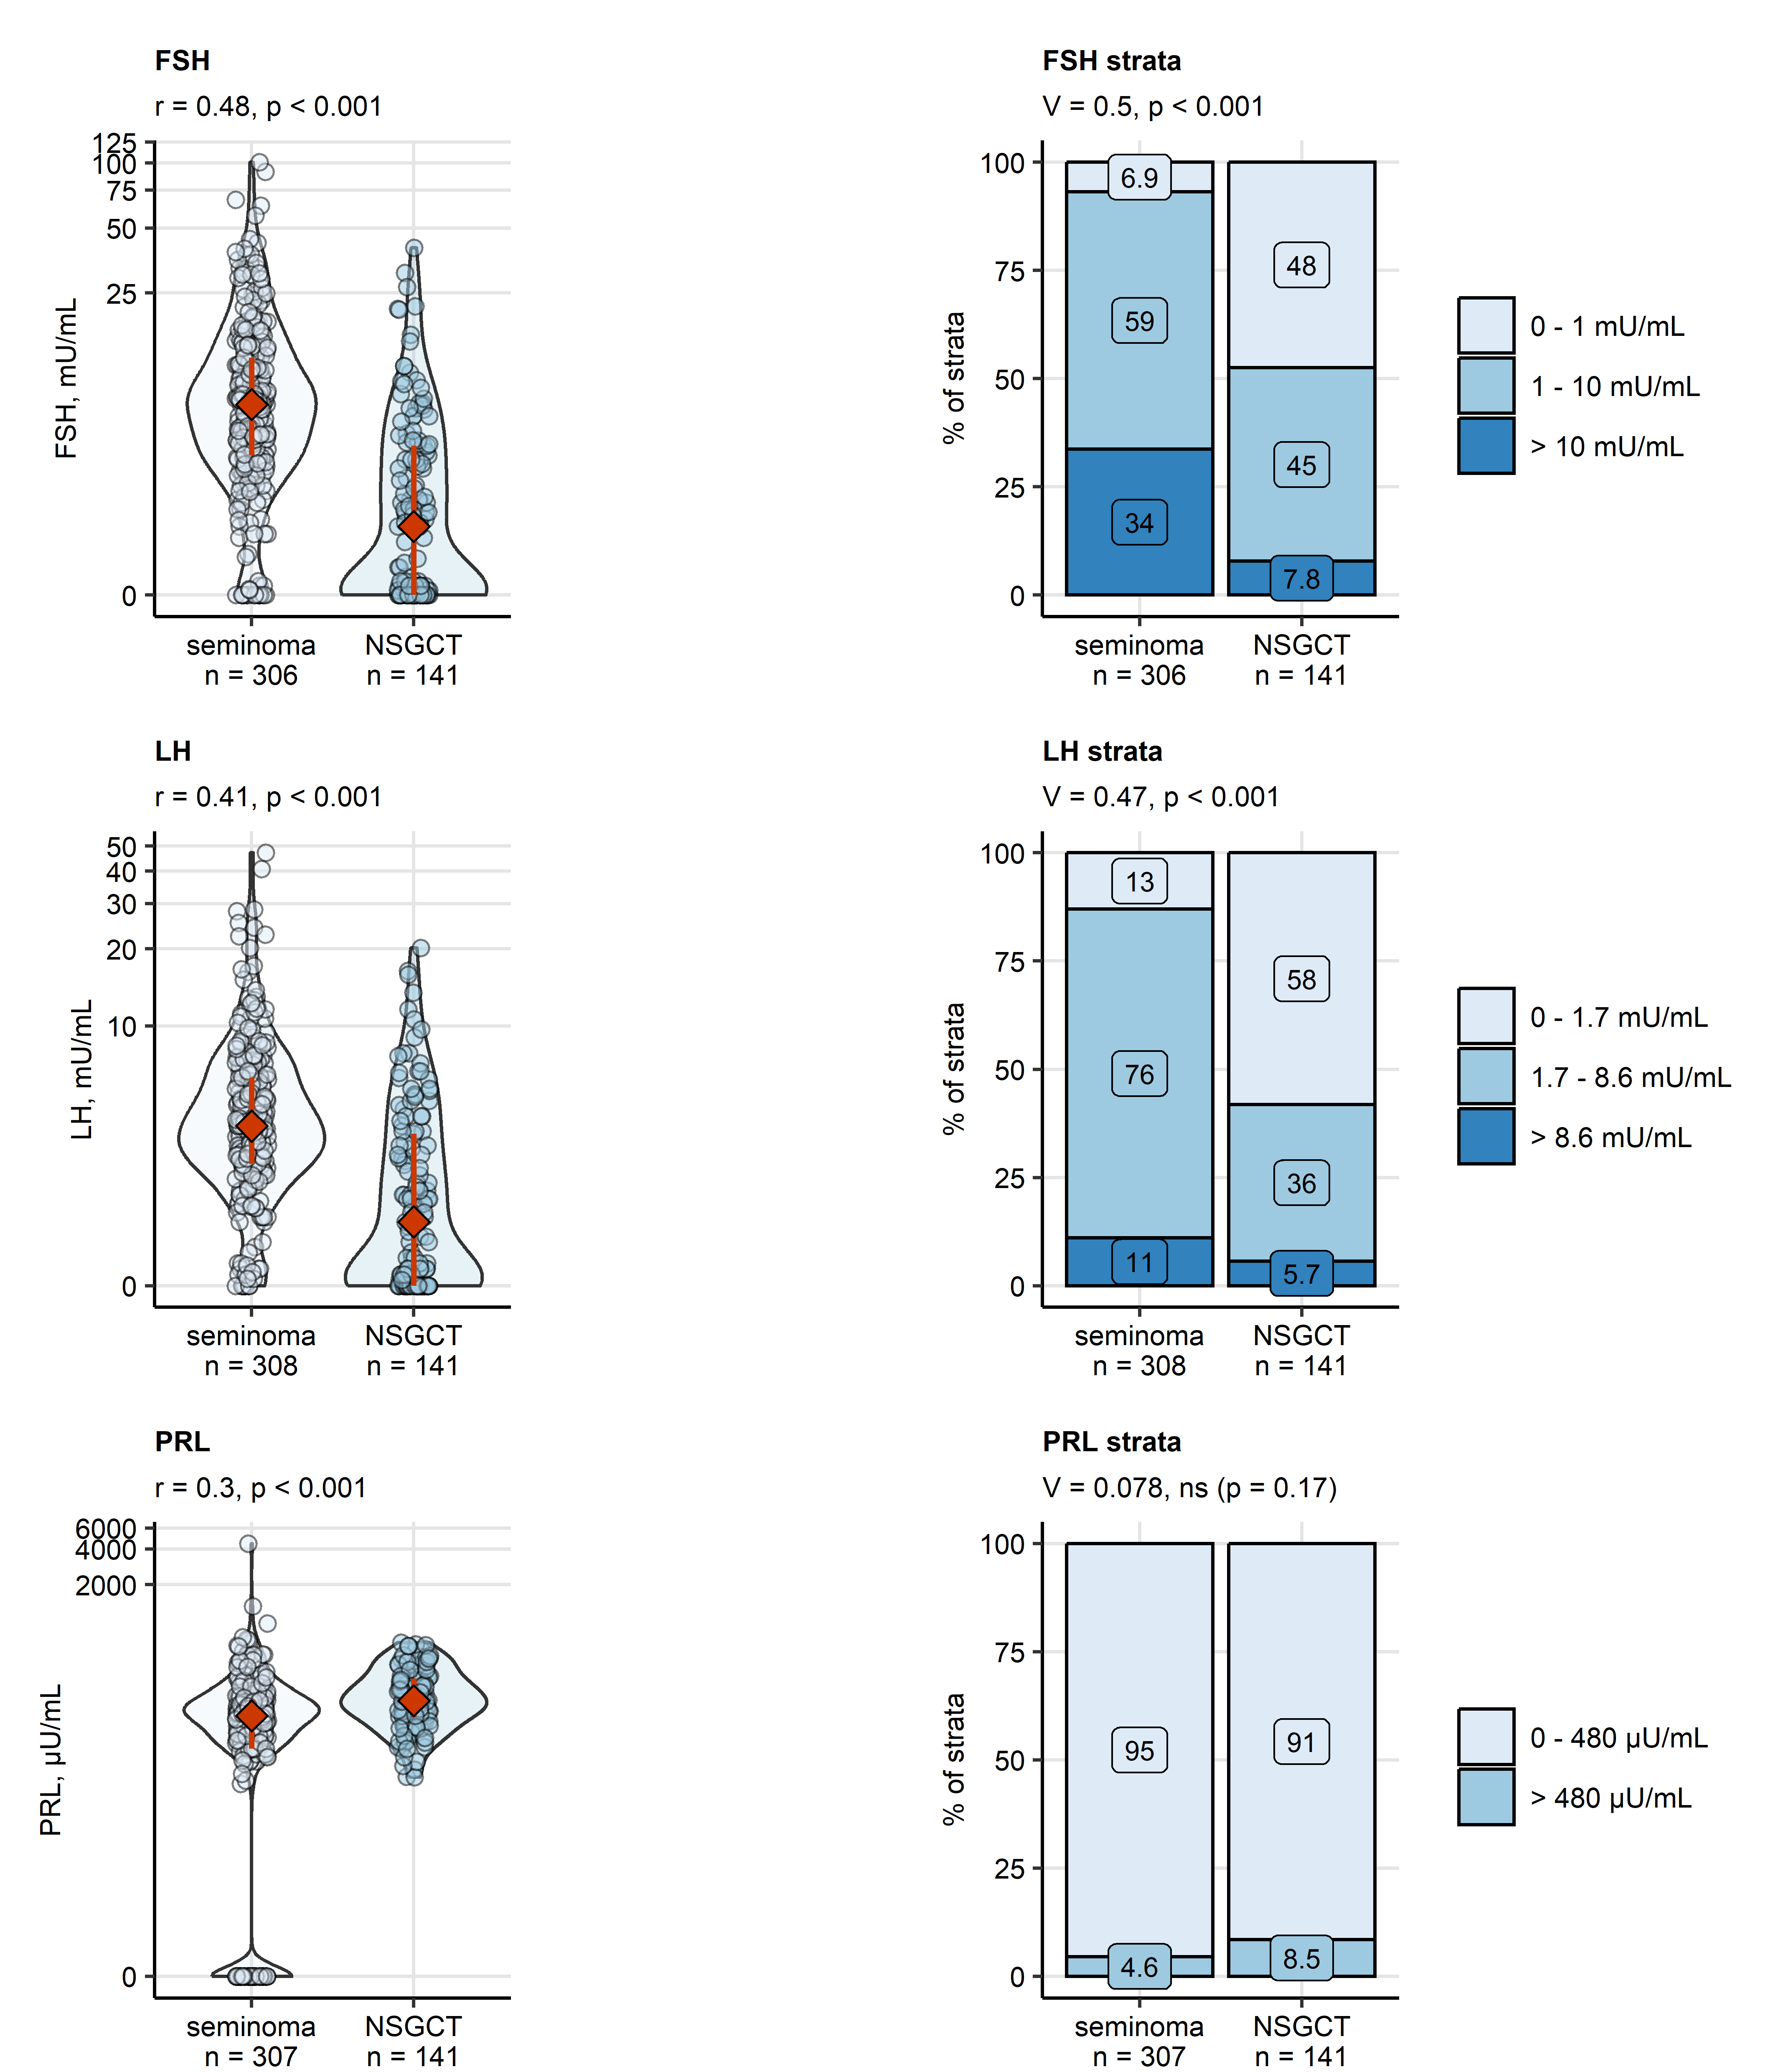 FSH
r = 0.48, p < 0.001
FSH, mU/mL
125
100
75
50
25
0
seminoma
n = 306
NSGCT
n = 141
FSH strata
V = 0.5, p < 0.001
% of strata
100
75
50
25
0
6.9
59
34
48
45
7.8
seminoma
n = 306
NSGCT
n = 141
0 - 1 mU/mL
1 - 10 mU/mL
> 10 mU/mL
LH
r = 0.41, p < 0.001
LH, mU/mL
50
40
30
20
10
0
seminoma
n = 308
NSGCT
n = 141
LH strata
V = 0.47, p < 0.001
% of strata
100
75
50
25
0
13
76
11
58
36
5.7
seminoma
n = 308
NSGCT
n = 141
0 - 1.7 mU/mL
1.7 - 8.6 mU/mL
> 8.6 mU/mL
PRL
r = 0.3, p < 0.001
PRL, µU/mL
6000
4000
2000
0
seminoma
n = 307
NSGCT
n = 141
PRL strata
V = 0.078, ns (p = 0.17)
% of strata
100
75
50
25
0
95
4.6
91
8.5
seminoma
n = 307
NSGCT
n = 141
0 - 480 µU/mL
> 480 µU/mL